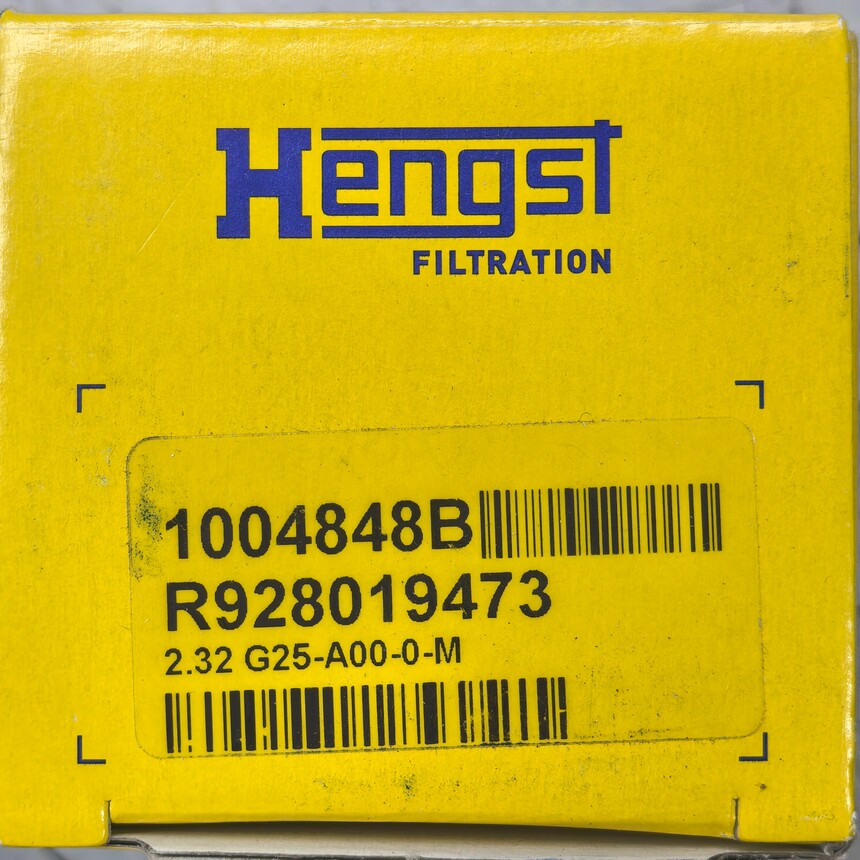 Hengst
FILTRATION
1004848B
R928019473
2.32 G25-A00-0-M